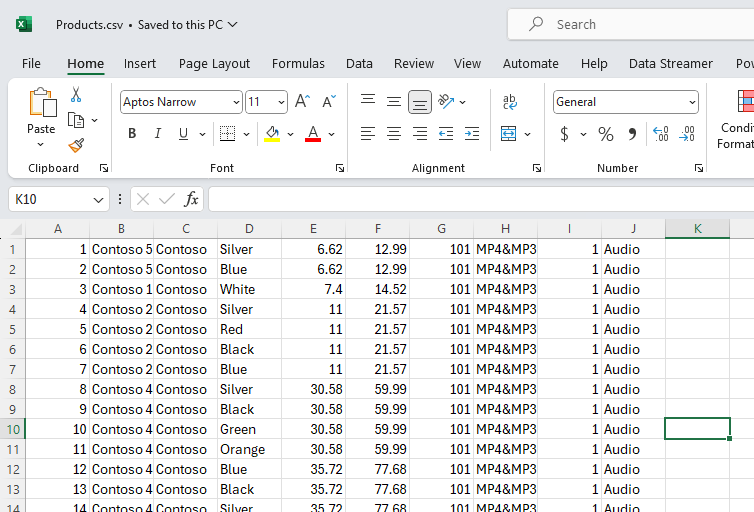 Products.csv • Saved to this PC
Search
File Home Insert Page Layout Formulas Data Review View Automate Help Data Streamer Pow
Aptos Narrow 11 General
Paste B I U $ % Condi
Format
Clipboard Font Alignment Number
K10 fx
A B C D E F G H I J K
1 1 Contoso 5 Contoso Silver 6.62 12.99 101 MP4&MP3 1 Audio
2 2 Contoso 5 Contoso Blue 6.62 12.99 101 MP4&MP3 1 Audio
3 3 Contoso 1 Contoso White 7.4 14.52 101 MP4&MP3 1 Audio
4 4 Contoso 2 Contoso Silver 11 21.57 101 MP4&MP3 1 Audio
5 5 Contoso 2 Contoso Red 11 21.57 101 MP4&MP3 1 Audio
6 6 Contoso 2 Contoso Black 11 21.57 101 MP4&MP3 1 Audio
7 7 Contoso 2 Contoso Blue 11 21.57 101 MP4&MP3 1 Audio
8 8 Contoso 4 Contoso Silver 30.58 59.99 101 MP4&MP3 1 Audio
9 9 Contoso 4 Contoso Black 30.58 59.99 101 MP4&MP3 1 Audio
10 10 Contoso 4 Contoso Green 30.58 59.99 101 MP4&MP3 1 Audio
11 11 Contoso 4 Contoso Orange 30.58 59.99 101 MP4&MP3 1 Audio
12 12 Contoso 4 Contoso Blue 35.72 77.68 101 MP4&MP3 1 Audio
13 13 Contoso 4 Contoso Black 35.72 77.68 101 MP4&MP3 1 Audio
14 14 Contoso 4 Contoso Silver 35.72 77.68 101 MP4&MP3 1 Audio